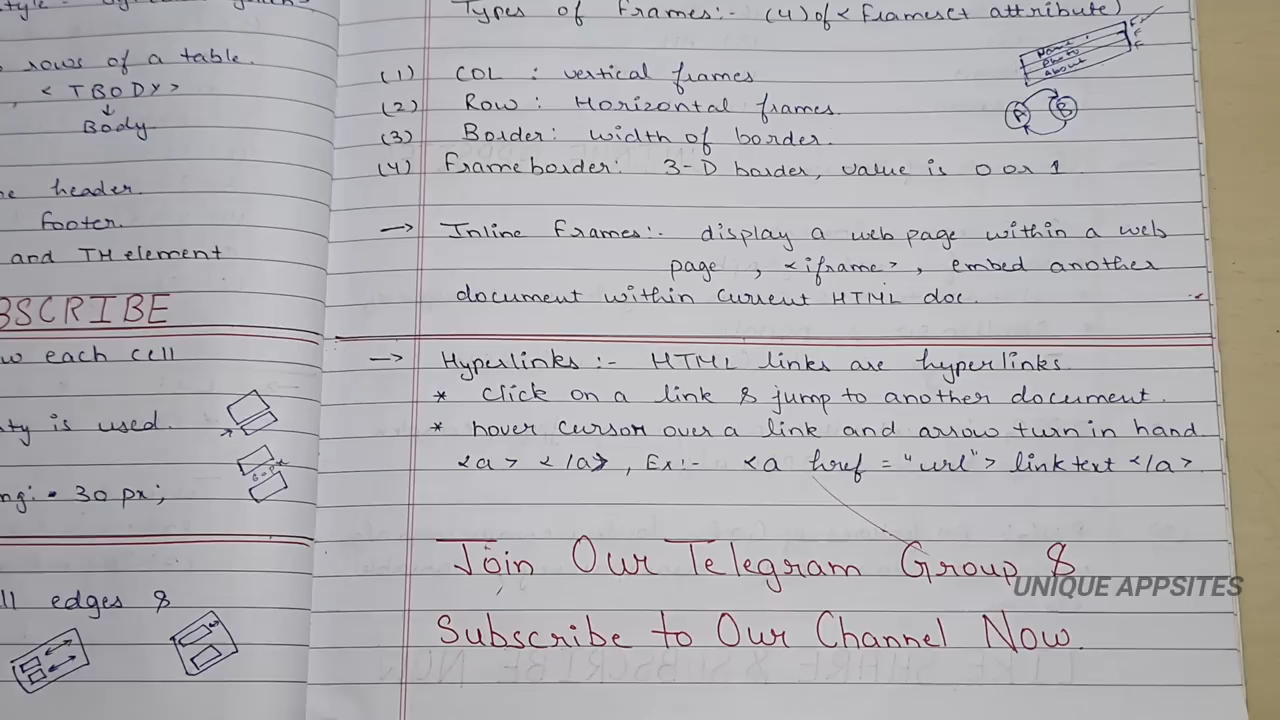 rows of a table.
< TBODY>
↓
Body
header.
footer.
and TH element
SCRIBE
each cell
is used.
30 px;
edges &
Types of Frames:- (4) of < Frameset attribute)
(1) COL : vertical frames
(2) Row : Horizontal frames.
(3) Border: width of border.
(4) Frameborder: 3-D border, value is 0 or 1
→ Inline Frames:- display a web page within a web
page , <iframe> , embed another
document within current HTML doc.
→ Hyperlinks :- HTML links are hyperlinks.
* click on a link & jump to another document.
* hover cursor over a link and arrow turn in hand
<a> </a>, Ex:- <a href = "url"> link text </a>
Join Our Telegram Group &
Subscribe to Our Channel Now.
About
A B
UNIQUE APPSITES